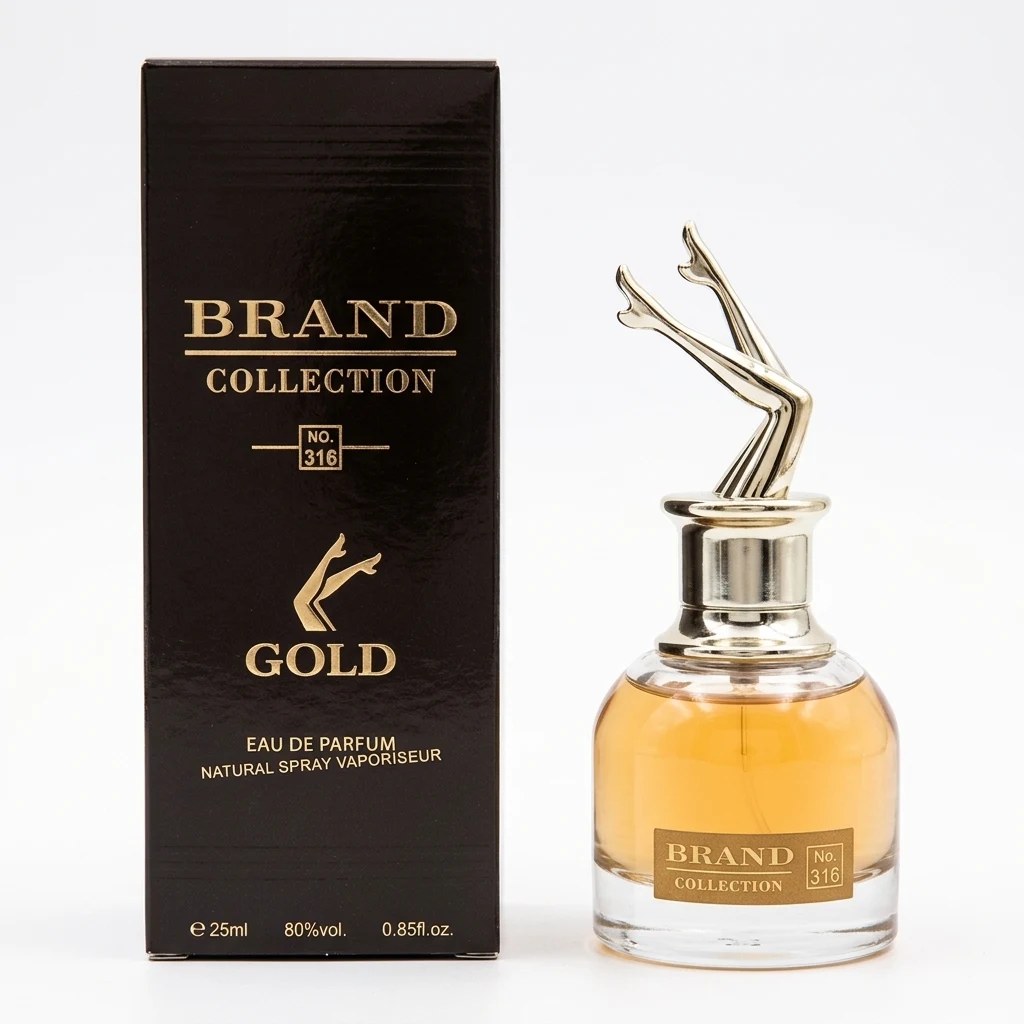 BRAND
COLLECTION
NO.
316
GOLD
EAU DE PARFUM
NATURAL SPRAY VAPORISEUR
℮ 25ml 80%vol. 0.85fl.oz.
BRAND
COLLECTION
No.
316